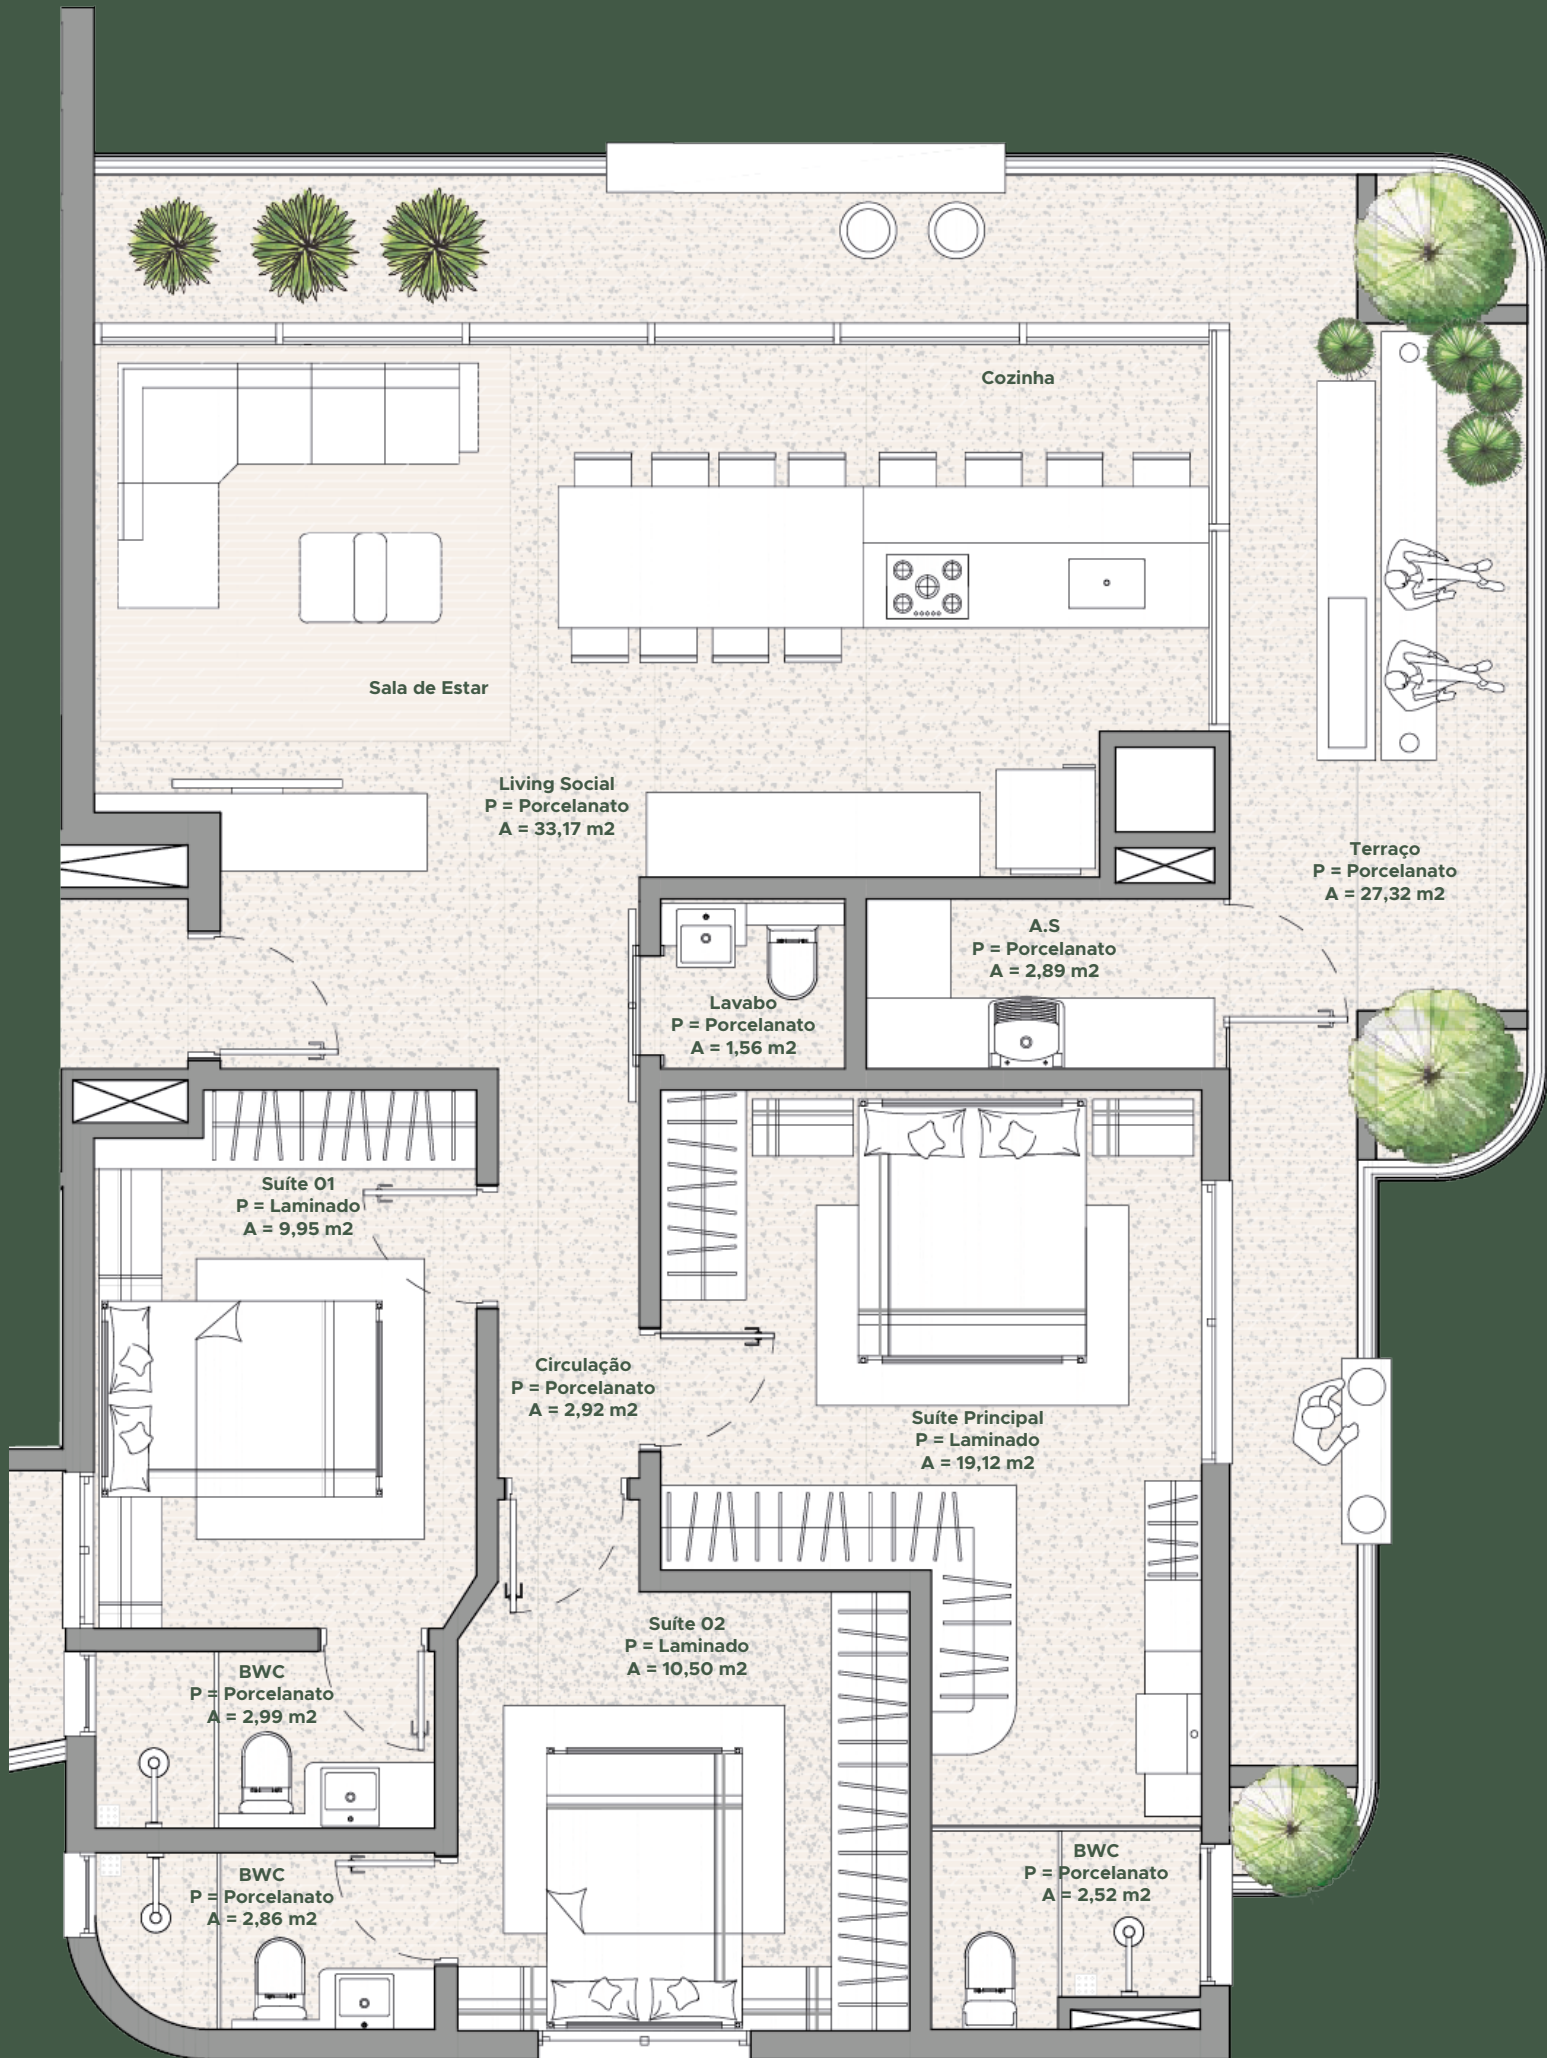 Cozinha
Sala de Estar
Living Social
P = Porcelanato
A = 33,17 m2
Terraço
P = Porcelanato
A = 27,32 m2
A.S
P = Porcelanato
A = 2,89 m2
Lavabo
P = Porcelanato
A = 1,56 m2
Suíte 01
P = Laminado
A = 9,95 m2
Circulação
P = Porcelanato
A = 2,92 m2
Suíte Principal
P = Laminado
A = 19,12 m2
Suíte 02
P = Laminado
A = 10,50 m2
BWC
P = Porcelanato
A = 2,99 m2
BWC
P = Porcelanato
A = 2,86 m2
BWC
P = Porcelanato
A = 2,52 m2